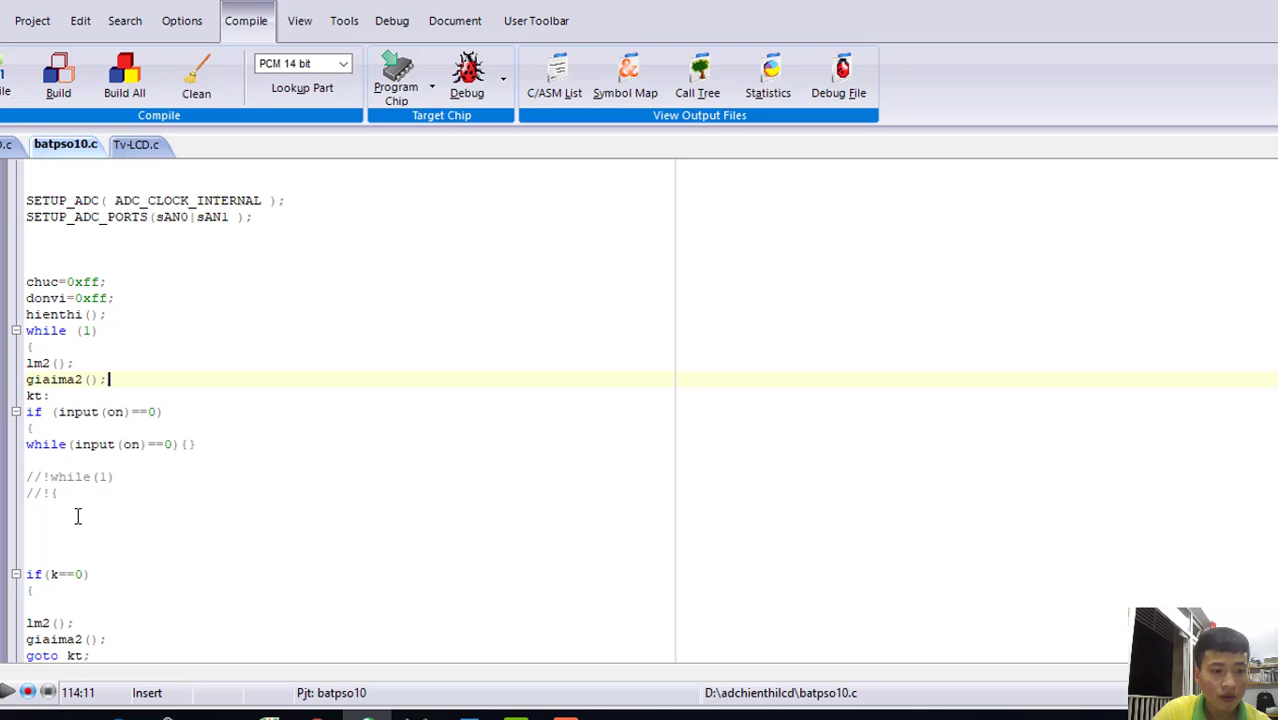 Project Edit Search Options Compile View Tools Debug Document User Toolbar
PCM 14 bit
Build Build All Clean Lookup Part Program Chip Debug C/ASM List Symbol Map Call Tree Statistics Debug File
Compile Target Chip View Output Files
.c batpso10.c Tv-LCD.c
SETUP_ADC( ADC_CLOCK_INTERNAL );
SETUP_ADC_PORTS(sAN0|sAN1 );
chuc=0xff;
donvi=0xff;
hienthi();
while (1)
{
lm2();
giaima2();
kt:
if (input(on)==0)
{
while(input(on)==0){}
//!while(1)
//!{
if(k==0)
{
lm2();
giaima2();
goto kt;
114:11 Insert Pjt: batpso10 D:\adchienthilcd\batpso10.c